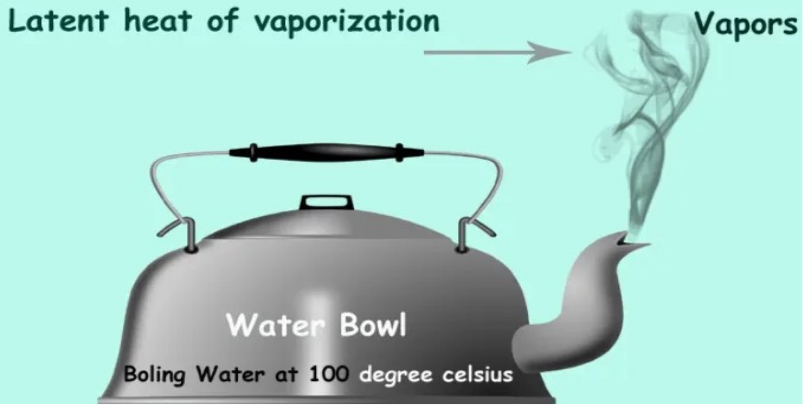 Latent heat of vaporization
Vapors
Water Bowl
Boling Water at 100 degree celsius